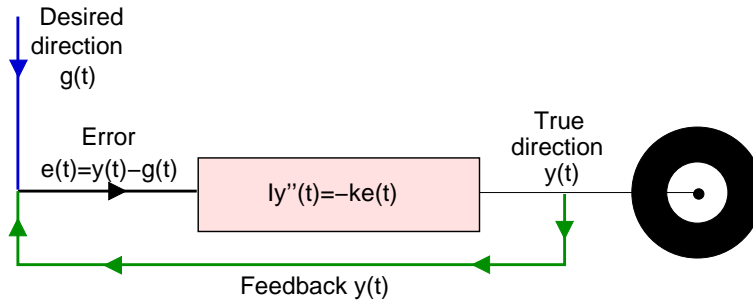 Desired
direction
g(t)
Error
e(t)=y(t)−g(t)
Iy''(t)=−ke(t)
True
direction
y(t)
Feedback y(t)